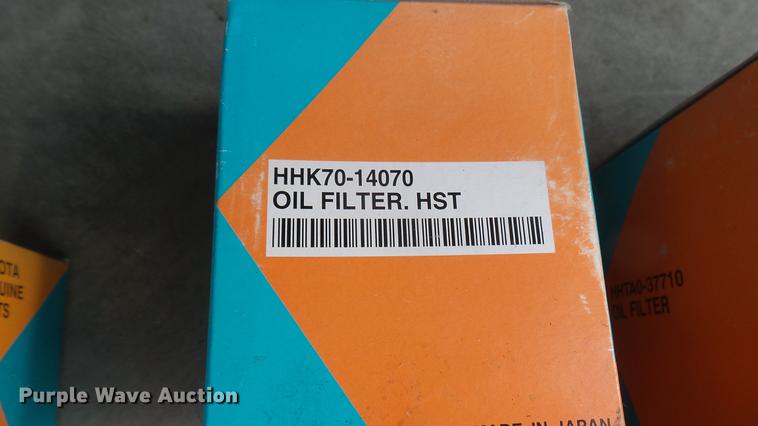 HHK70-14070
OIL FILTER. HST
HHTA0-37710
OIL FILTER
OTA
UINE
TS
MADE IN JAPAN
Purple Wave Auction